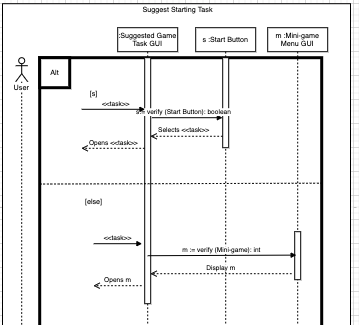 Suggest Starting Task
:Suggested Game
Task GUI
s :Start Button
m :Mini-game
Menu GUI
User
Alt
[s]
<<task>>
s:= verify (Start Button): boolean
Selects <<task>>
Opens <<task>>
[else]
<<task>>
m := verify (Mini-game): int
Display m
Opens m